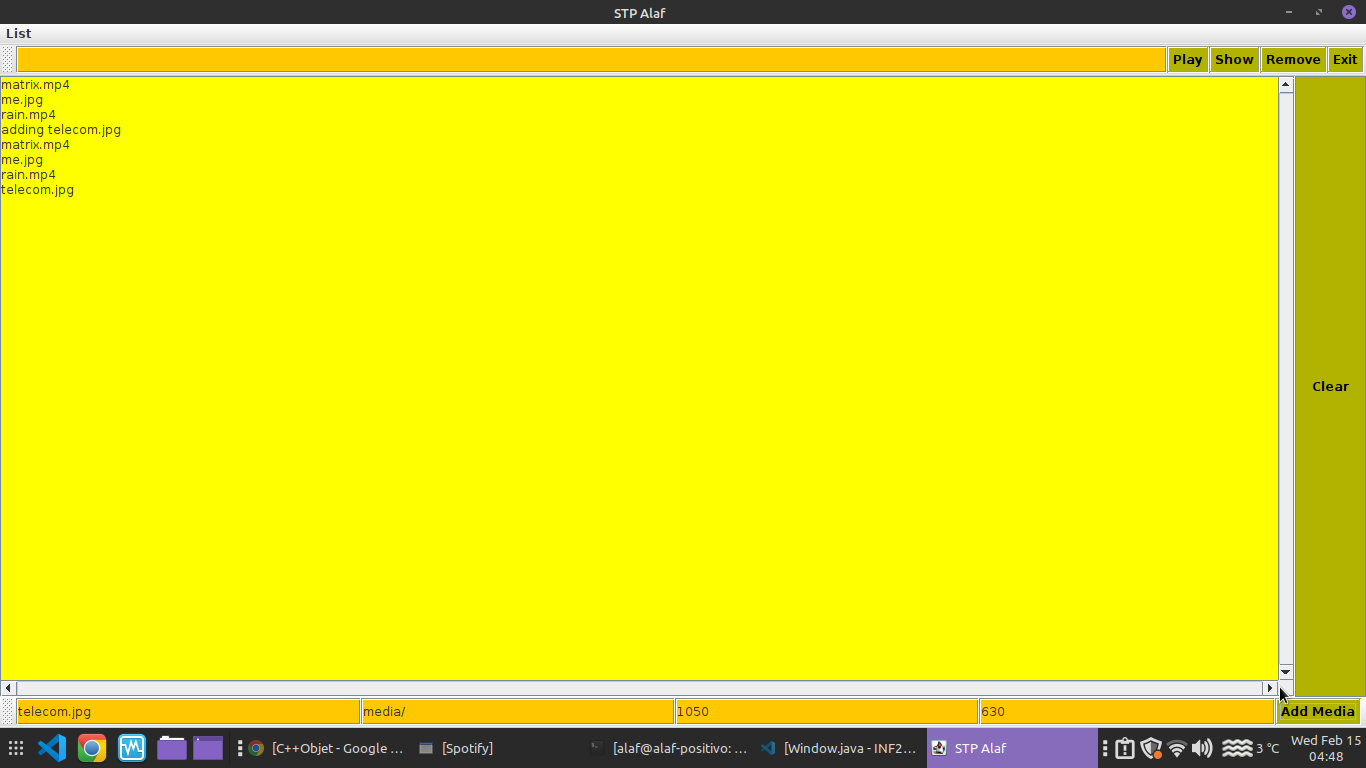 STP Alaf
List
Play Show Remove Exit
matrix.mp4
me.jpg
rain.mp4
adding telecom.jpg
matrix.mp4
me.jpg
rain.mp4
telecom.jpg
Clear
telecom.jpg media/ 1050 630 Add Media
[C++Objet - Google ... [Spotify] [alaf@alaf-positivo: ... [Window.java - INF2... STP Alaf 3 °C Wed Feb 15
04:48